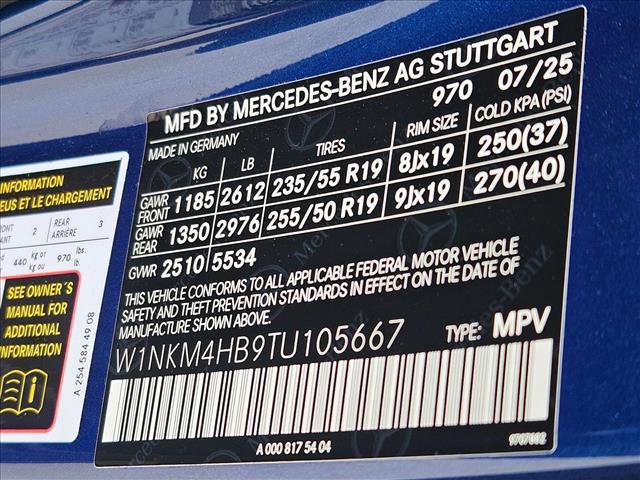 MFD BY MERCEDES-BENZ AG STUTTGART
970 07/25
MADE IN GERMANY
KG LB TIRES RIM SIZE COLD KPA (PSI)
GAWR FRONT 1185 2612 235/55 R19 8Jx19 250(37)
GAWR REAR 1350 2976 255/50 R19 9Jx19 270(40)
GVWR 2510 5534
THIS VEHICLE CONFORMS TO ALL APPLICABLE FEDERAL MOTOR VEHICLE
SAFETY AND THEFT PREVENTION STANDARDS IN EFFECT ON THE DATE OF
MANUFACTURE SHOWN ABOVE.
W1NKM4HB9TU105667 TYPE: MPV
A 000 817 54 04
INFORMATION
EUS ET LE CHARGEMENT
2 REAR ARRIÈRE 3
440 kg or kg ou 970 lbs. lb.
SEE OWNER'S
MANUAL FOR
ADDITIONAL
INFORMATION
A 254 584 49 08